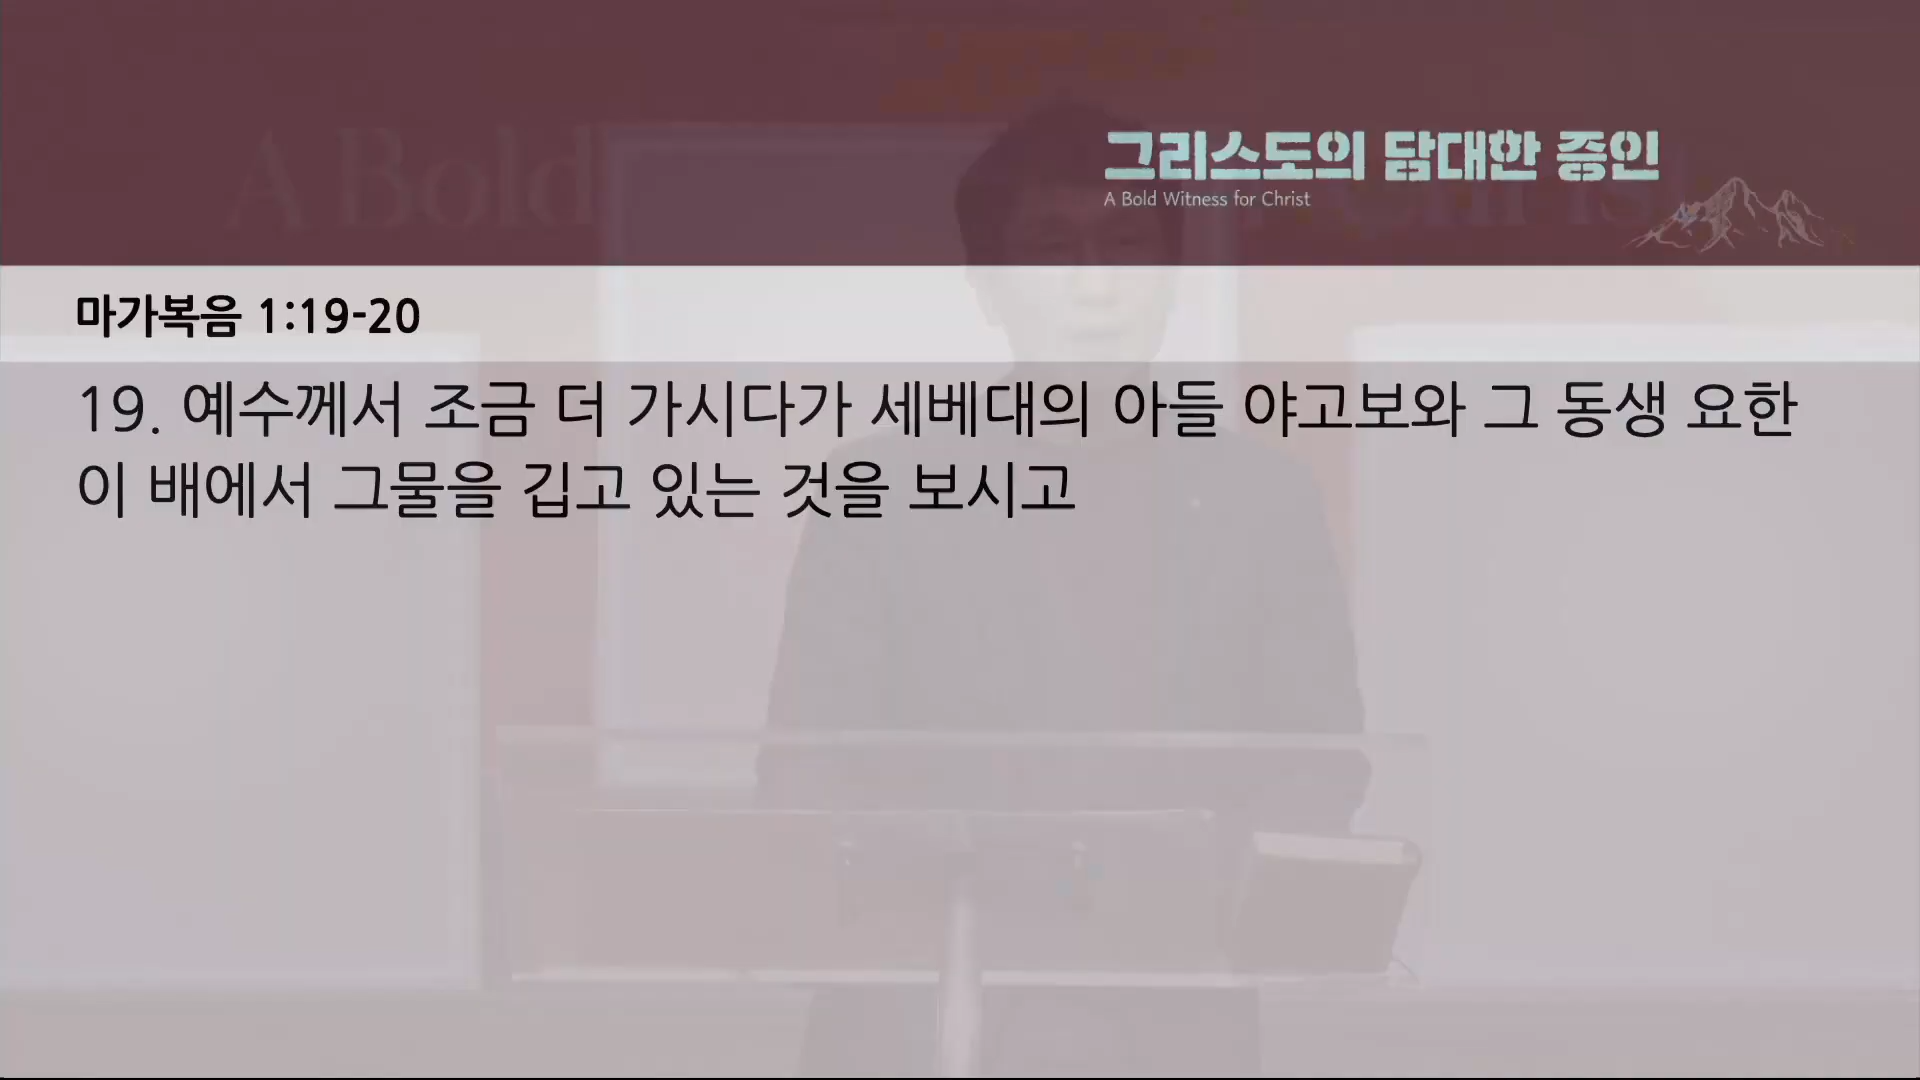 A Bold
그리스도의 담대한 증인
A Bold Witness for Christ
마가복음 1:19-20
19. 예수께서 조금 더 가시다가 세베대의 아들 야고보와 그 동생 요한
이 배에서 그물을 깁고 있는 것을 보시고